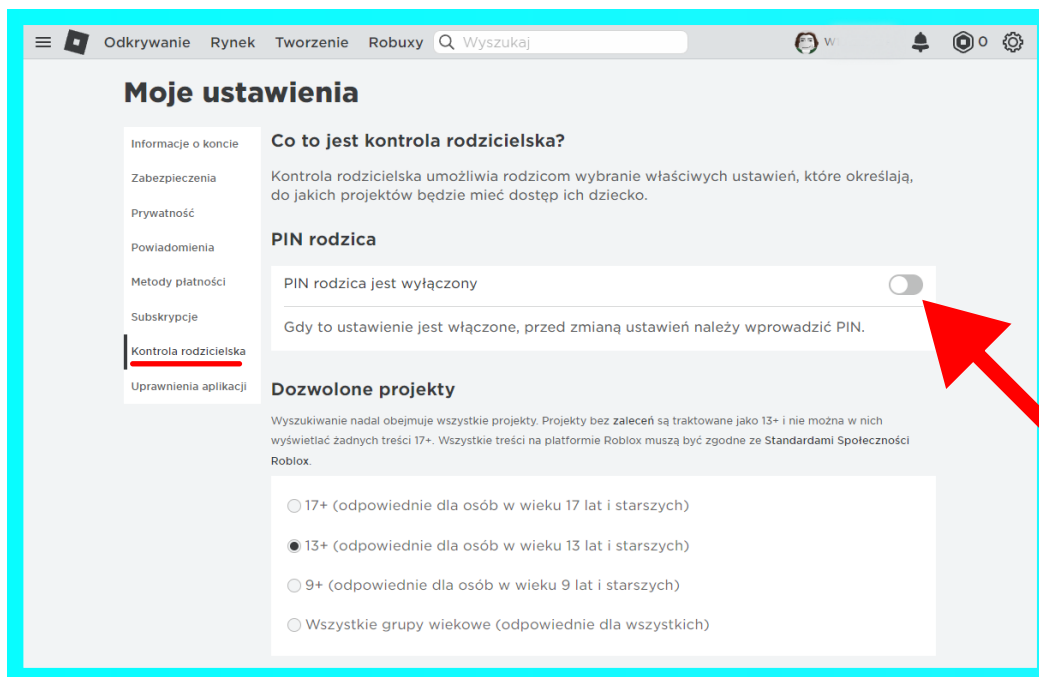 Odkrywanie Rynek Tworzenie Robuxy Wyszukaj 0
Moje ustawienia
Informacje o koncie
Zabezpieczenia
Prywatność
Powiadomienia
Metody płatności
Subskrypcje
Kontrola rodzicielska
Uprawnienia aplikacji
Co to jest kontrola rodzicielska?
Kontrola rodzicielska umożliwia rodzicom wybranie właściwych ustawień, które określają,
do jakich projektów będzie mieć dostęp ich dziecko.
PIN rodzica
PIN rodzica jest wyłączony
Gdy to ustawienie jest włączone, przed zmianą ustawień należy wprowadzić PIN.
Dozwolone projekty
Wyszukiwanie nadal obejmuje wszystkie projekty. Projekty bez zaleceń są traktowane jako 13+ i nie można w nich
wyświetlać żadnych treści 17+. Wszystkie treści na platformie Roblox muszą być zgodne ze Standardami Społeczności
Roblox.
17+ (odpowiednie dla osób w wieku 17 lat i starszych)
13+ (odpowiednie dla osób w wieku 13 lat i starszych)
9+ (odpowiednie dla osób w wieku 9 lat i starszych)
Wszystkie grupy wiekowe (odpowiednie dla wszystkich)